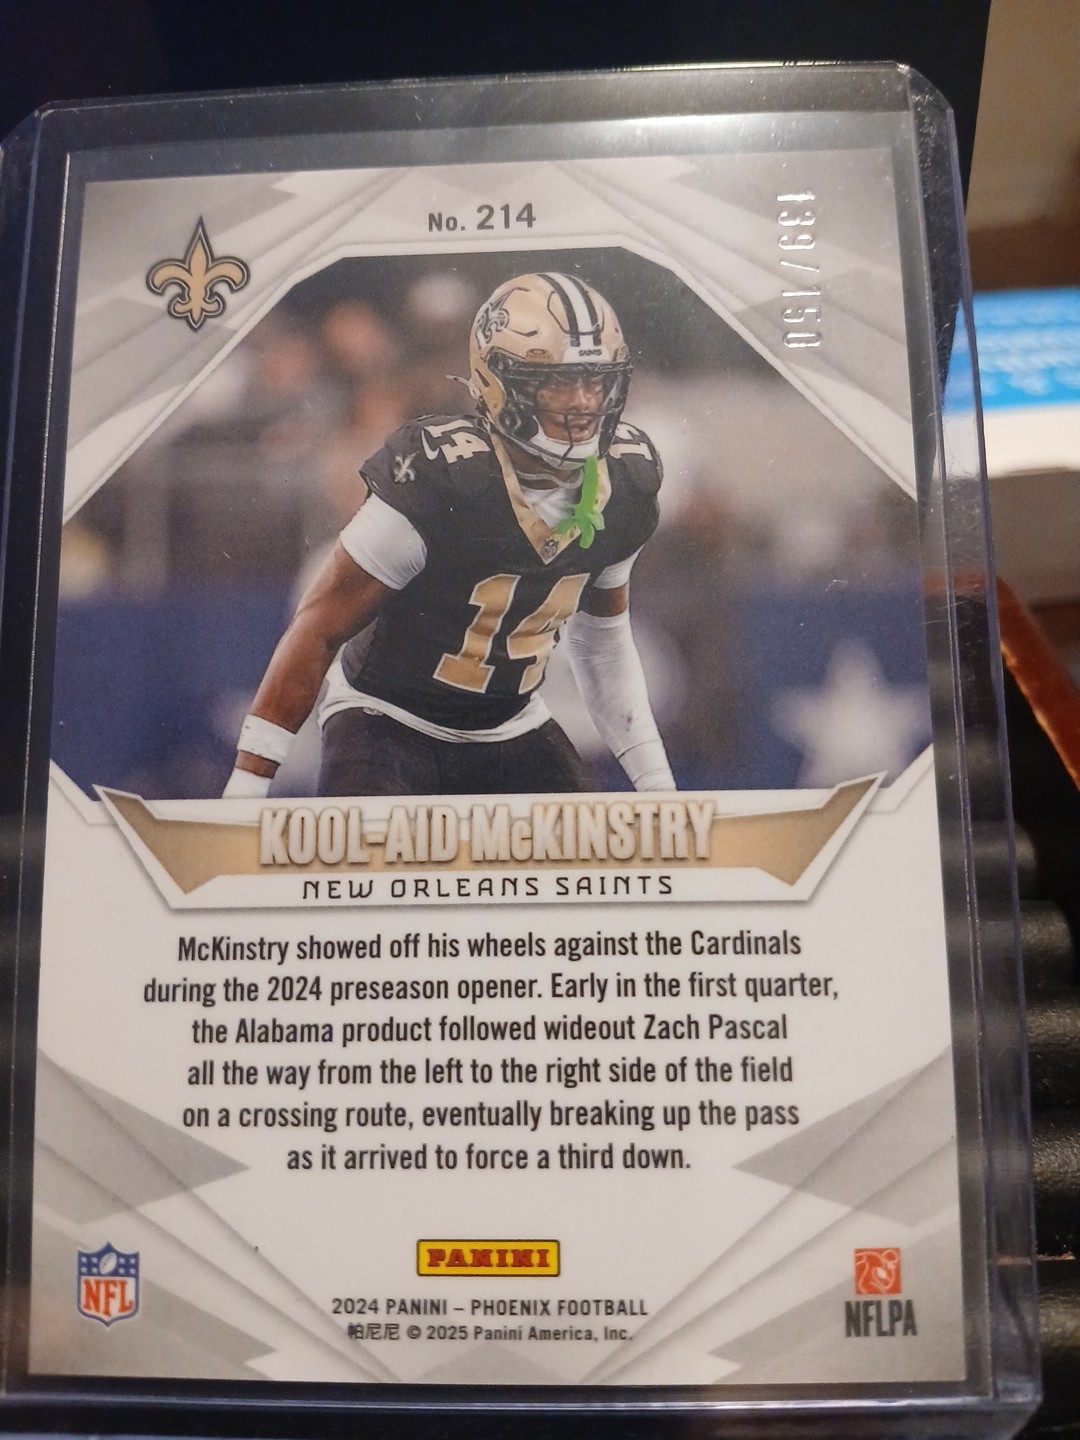 No. 214
139/150
SAINTS
14
14
14
KOOL-AID McKINSTRY
NEW ORLEANS SAINTS
McKinstry showed off his wheels against the Cardinals
during the 2024 preseason opener. Early in the first quarter,
the Alabama product followed wideout Zach Pascal
all the way from the left to the right side of the field
on a crossing route, eventually breaking up the pass
as it arrived to force a third down.
PANINI
NFL
2024 PANINI – PHOENIX FOOTBALL
帕尼尼 © 2025 Panini America, Inc.
NFLPA